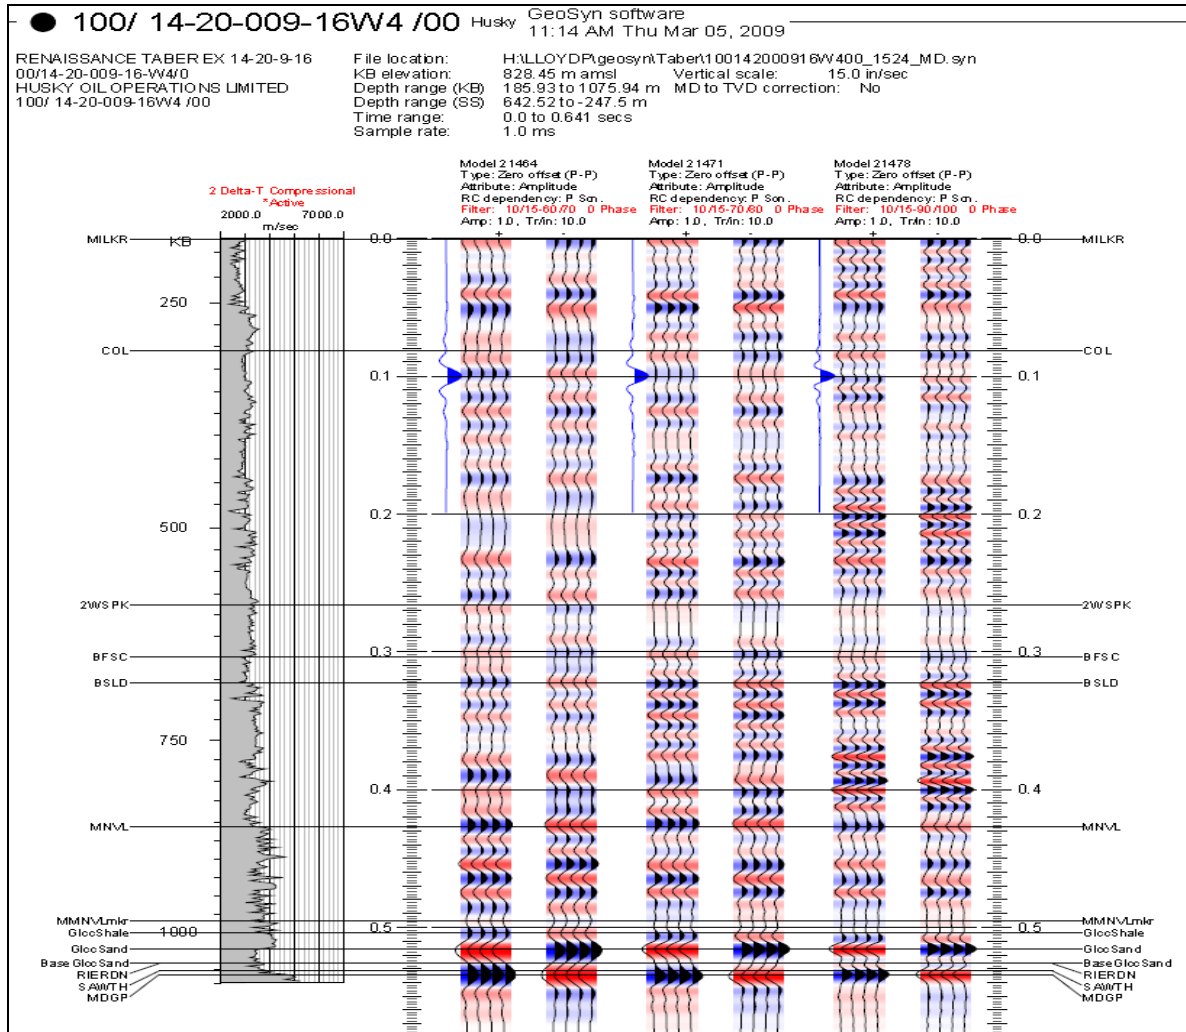 100/ 14-20-009-16W4 /00 Husky GeoSyn software
11:14 AM Thu Mar 05, 2009
RENAISSANCE TABER EX 14-20-9-16
00/14-20-009-16-W4/0
HUSKY OIL OPERATIONS LIMITED
100/ 14-20-009-16W4 /00
File location: H:\LLOYDP\geosyn\Taber\100142000916W400_1524_MD.syn
KB elevation: 828.45 m amsl Vertical scale: 15.0 in/sec
Depth range (KB) 185.93 to 1075.94 m MD to TVD correction: No
Depth range (SS) 642.52 to -247.5 m
Time range: 0.0 to 0.641 secs
Sample rate: 1.0 ms
2 Delta-T Compressional
*Active
2000.0 7000.0
m/sec
Model 21464
Type: Zero offset (P-P)
Attribute: Amplitude
RC dependency: P Son.
Filter: 10/15-60/70 0 Phase
Amp: 1.0, Tr/in: 10.0
+ -
Model 21471
Type: Zero offset (P-P)
Attribute: Amplitude
RC dependency: P Son.
Filter: 10/15-70/80 0 Phase
Amp: 1.0, Tr/in: 10.0
+ -
Model 21478
Type: Zero offset (P-P)
Attribute: Amplitude
RC dependency: P Son.
Filter: 10/15-90/100 0 Phase
Amp: 1.0, Tr/in: 10.0
+ -
MILKR KB 0.0 0.0 MILKR
250
COL COL
0.1 0.1
500 0.2 0.2
2WSPK 2WSPK
BFSC 0.3 0.3 BFSC
BSLD BSLD
750
0.4 0.4
MNVL MNVL
MMNVLmkr MMNVLmkr
GlccShale 1000 0.5 0.5 GlccShale
GlccSand GlccSand
Base GlccSand Base GlccSand
RIERDN RIERDN
SAWTH SAWTH
MDGP MDGP